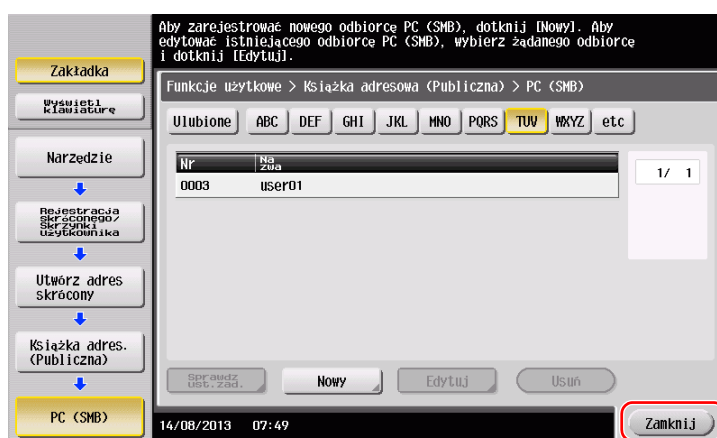 Aby zarejestrować nowego odbiorcę PC (SMB), dotknij [Nowy]. Aby
edytować istniejącego odbiorcę PC (SMB), wybierz żądanego odbiorcę
i dotknij [Edytuj].
Zakładka
Wyświetl
klawiaturę
Narzędzie
Rejestracja
skróconego/
Skrzynki
użytkownika
Utwórz adres
skrócony
Książka adres.
(Publiczna)
PC (SMB)
Funkcje użytkowe > Książka adresowa (Publiczna) > PC (SMB)
Ulubione ABC DEF GHI JKL MNO PQRS TUV WXYZ etc
Nr Na
zwa
0003 user01
1/ 1
Sprawdz
ust.zad.
Nowy Edytuj Usuń
14/08/2013 07:49 Zamknij